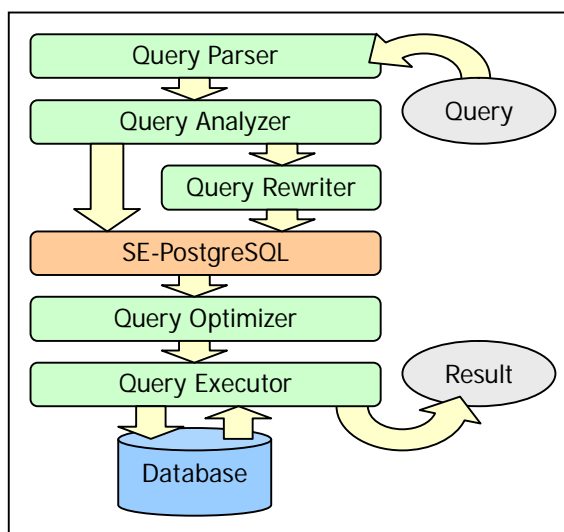 Query Parser
Query Analyzer
Query
Query Rewriter
SE-PostgreSQL
Query Optimizer
Query Executor
Result
Database